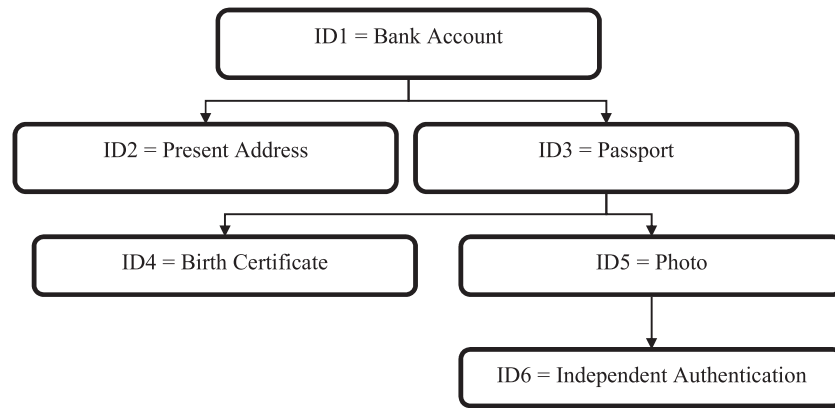 ID1 = Bank Account
ID2 = Present Address
ID3 = Passport
ID4 = Birth Certificate
ID5 = Photo
ID6 = Independent Authentication